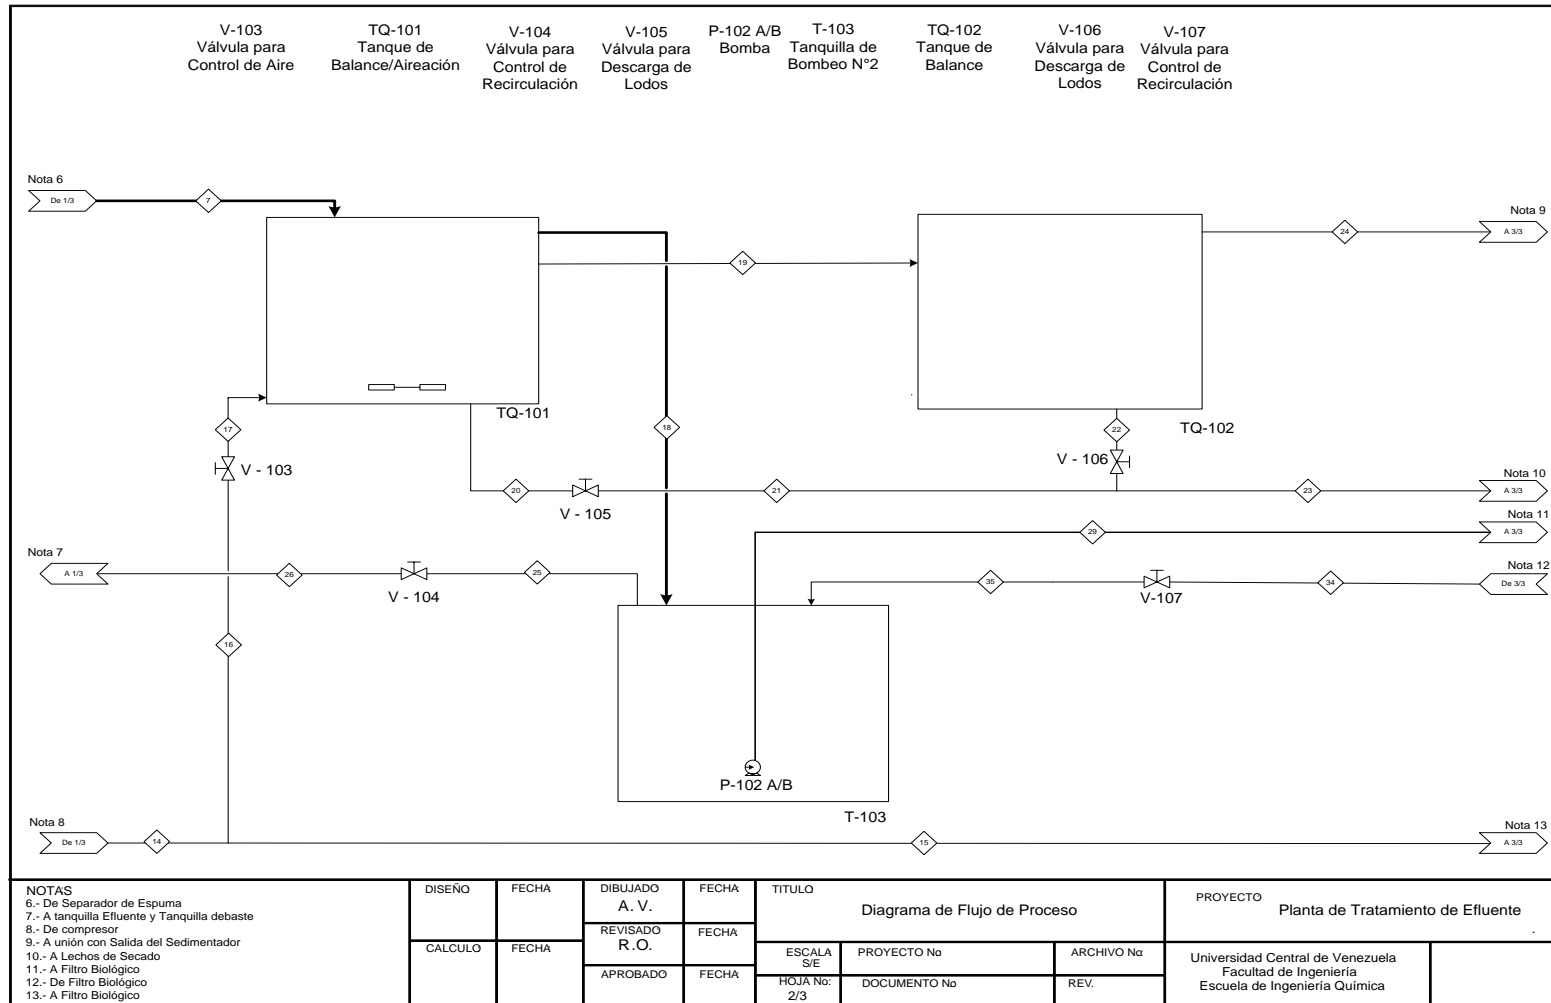 V-103
Válvula para
Control de Aire
TQ-101
Tanque de
Balance/Aireación
V-104
Válvula para
Control de
Recirculación
V-105
Válvula para
Descarga de
Lodos
P-102 A/B
Bomba
T-103
Tanquilla de
Bombeo N°2
TQ-102
Tanque de
Balance
V-106
Válvula para
Descarga de
Lodos
V-107
Válvula para
Control de
Recirculación
Nota 6
De 1/3
7
Nota 9
A 3/3
24
19
TQ-101
TQ-102
17
18
22
V - 103
V - 106
Nota 10
A 3/3
20
21
23
V - 105
Nota 11
A 3/3
29
Nota 7
A 1/3
26
25
V - 104
Nota 12
De 3/3
35
34
V-107
16
P-102 A/B
T-103
Nota 8
De 1/3
14
15
Nota 13
A 3/3
NOTAS
6.- De Separador de Espuma
7.- A tanquilla Efluente y Tanquilla debaste
8.- De compresor
9.- A unión con Salida del Sedimentador
10.- A Lechos de Secado
11.- A Filtro Biológico
12.- De Filtro Biológico
13.- A Filtro Biológico
DISEÑO
FECHA
CALCULO
FECHA
DIBUJADO
A. V.
FECHA
REVISADO
R.O.
FECHA
APROBADO
FECHA
TITULO
Diagrama de Flujo de Proceso
ESCALA
S/E
PROYECTO No
ARCHIVO No
HOJA No:
2/3
DOCUMENTO No
REV.
PROYECTO
Planta de Tratamiento de Efluente
.
Universidad Central de Venezuela
Facultad de Ingeniería
Escuela de Ingeniería Química